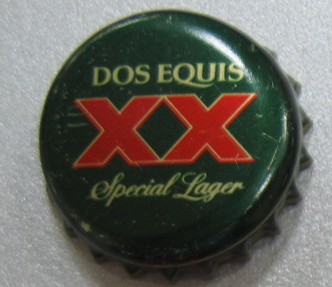 DOS EQUIS
XX
Special Lager